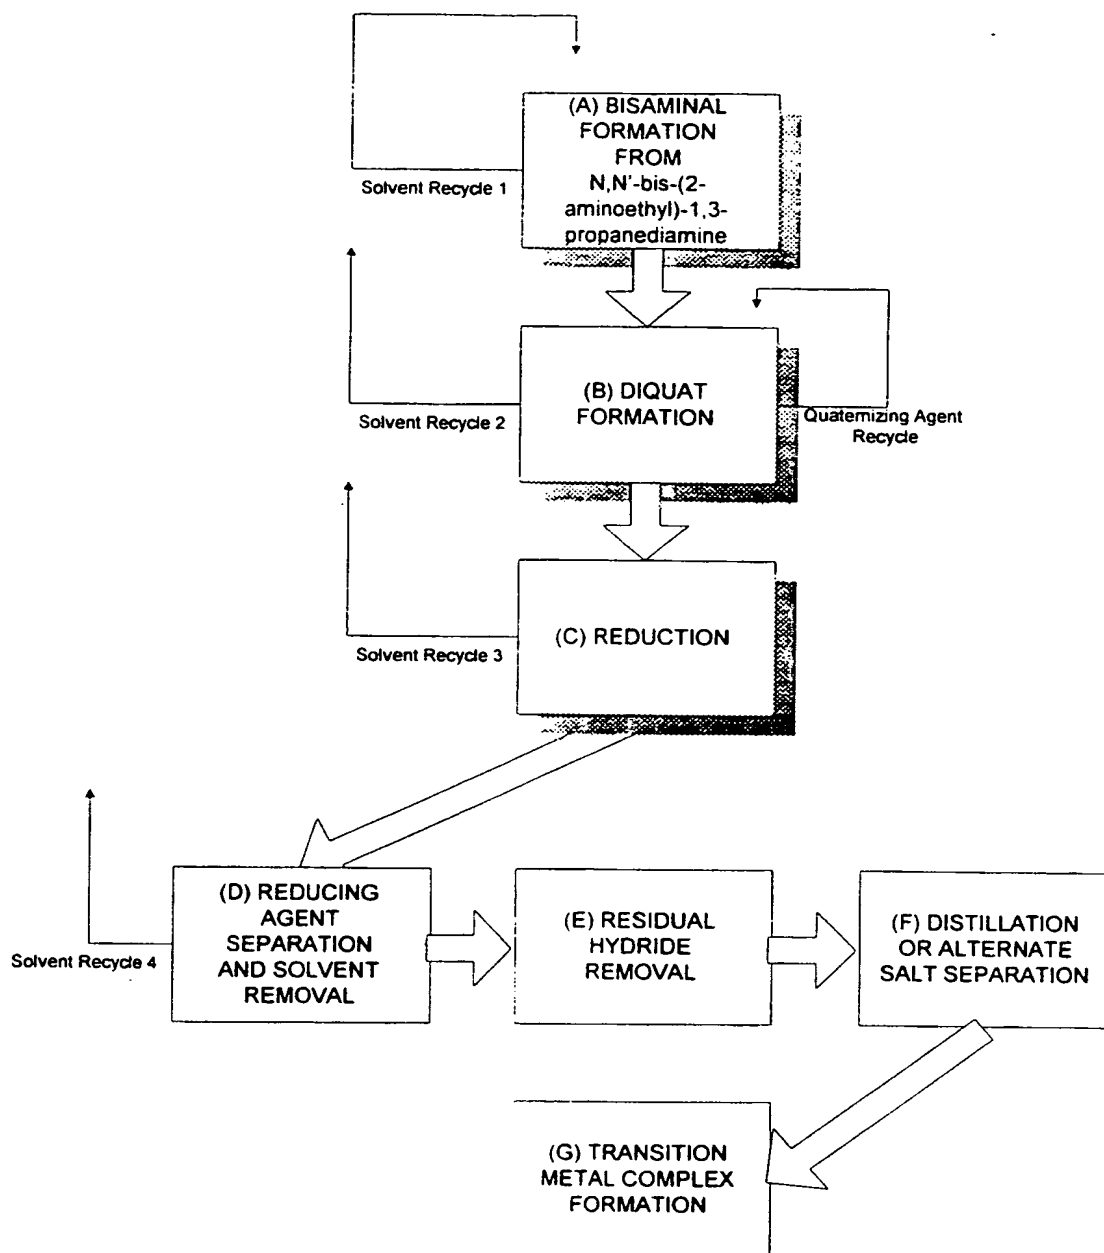 (A) BISAMINAL
FORMATION
FROM
N,N'-bis-(2-
aminoethyl)-1,3-
propanediamine
Solvent Recycle 1
(B) DIQUAT
FORMATION
Solvent Recycle 2
Quaternizing Agent
Recycle
(C) REDUCTION
Solvent Recycle 3
(D) REDUCING
AGENT
SEPARATION
AND SOLVENT
REMOVAL
Solvent Recycle 4
(E) RESIDUAL
HYDRIDE
REMOVAL
(F) DISTILLATION
OR ALTERNATE
SALT SEPARATION
(G) TRANSITION
METAL COMPLEX
FORMATION